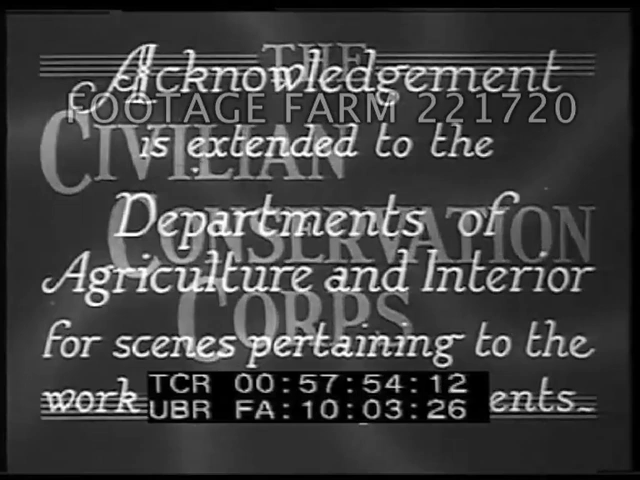 THE
Acknowledgement
FOOTAGE FARM 221720
CIVILIAN
is extended to the
Departments of
CONSERVATION
Agriculture and Interior
CORPS
for scenes pertaining to the
work
ents.
TCR 00:57:54:12
UBR FA:10:03:26